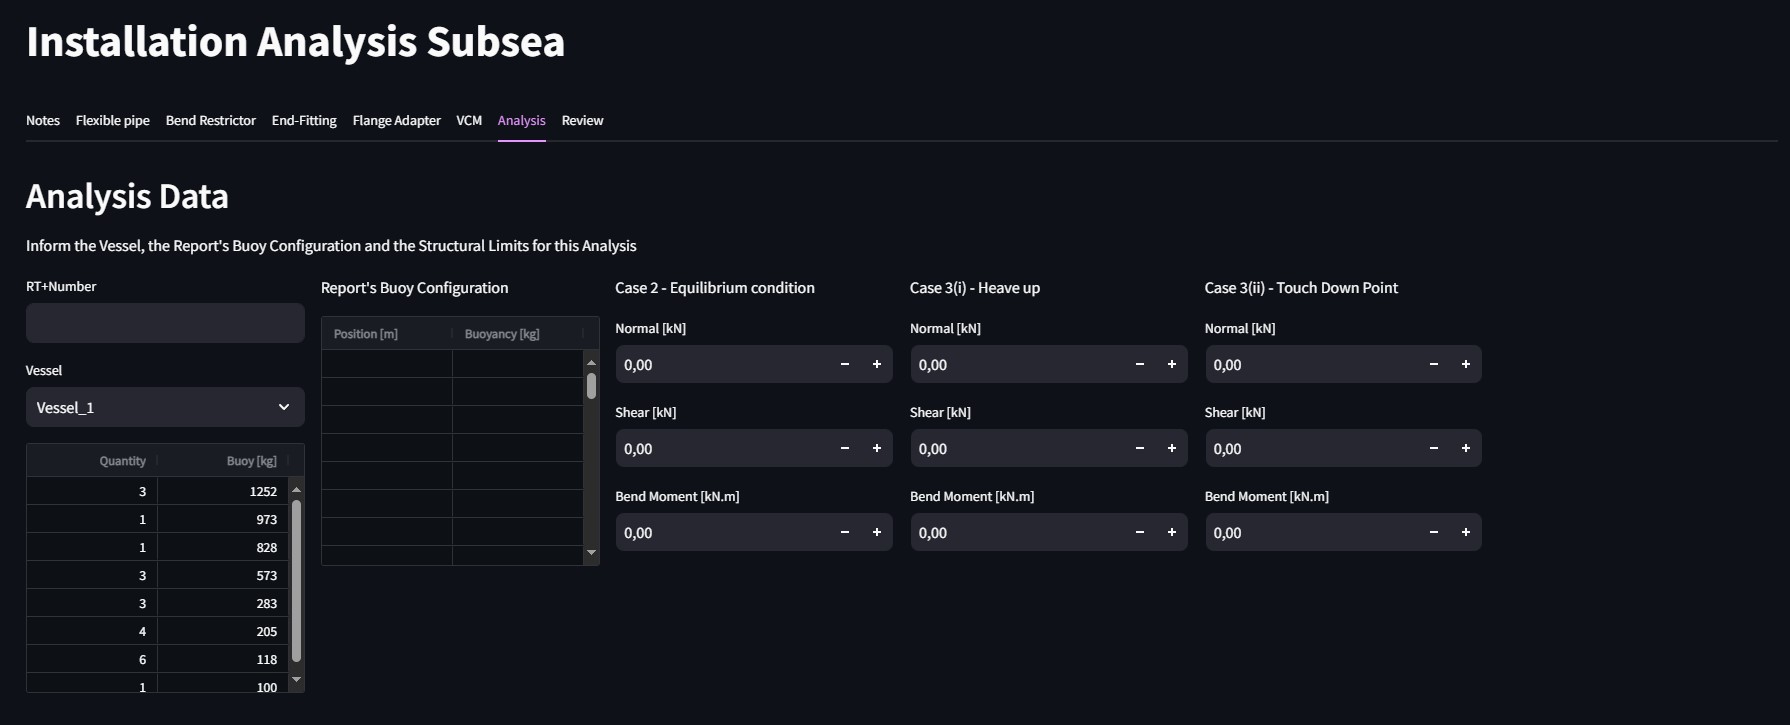 Installation Analysis Subsea
Notes Flexible pipe Bend Restrictor End-Fitting Flange Adapter VCM Analysis Review
Analysis Data
Inform the Vessel, the Report's Buoy Configuration and the Structural Limits for this Analysis
RT+Number
Vessel
Vessel_1
Quantity Buoy [kg]
3 1252
1 973
1 828
3 573
3 283
4 205
6 118
1 100
Report's Buoy Configuration
Position [m] Buoyancy [kg]
Case 2 - Equilibrium condition
Normal [kN]
0,00
Shear [kN]
0,00
Bend Moment [kN.m]
0,00
Case 3(i) - Heave up
Normal [kN]
0,00
Shear [kN]
0,00
Bend Moment [kN.m]
0,00
Case 3(ii) - Touch Down Point
Normal [kN]
0,00
Shear [kN]
0,00
Bend Moment [kN.m]
0,00